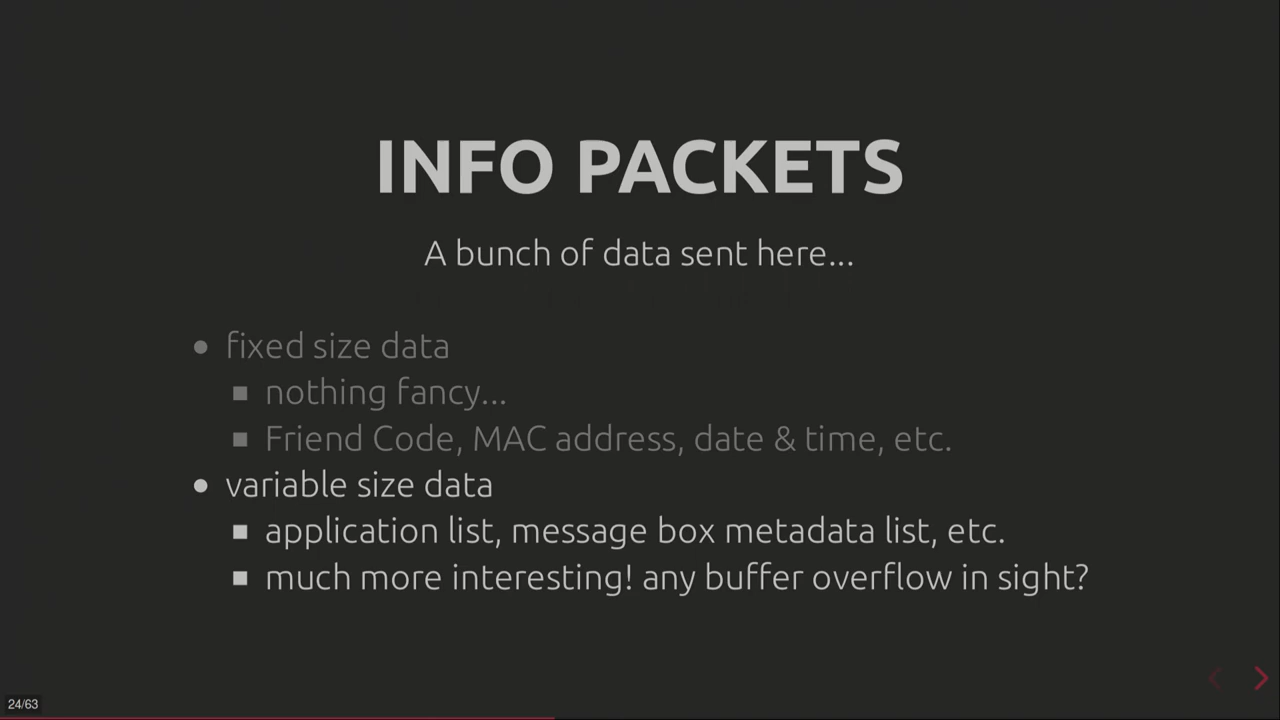 INFO PACKETS
A bunch of data sent here...
● fixed size data
■ nothing fancy...
■ Friend Code, MAC address, date & time, etc.
● variable size data
■ application list, message box metadata list, etc.
■ much more interesting! any buffer overflow in sight?
24/63